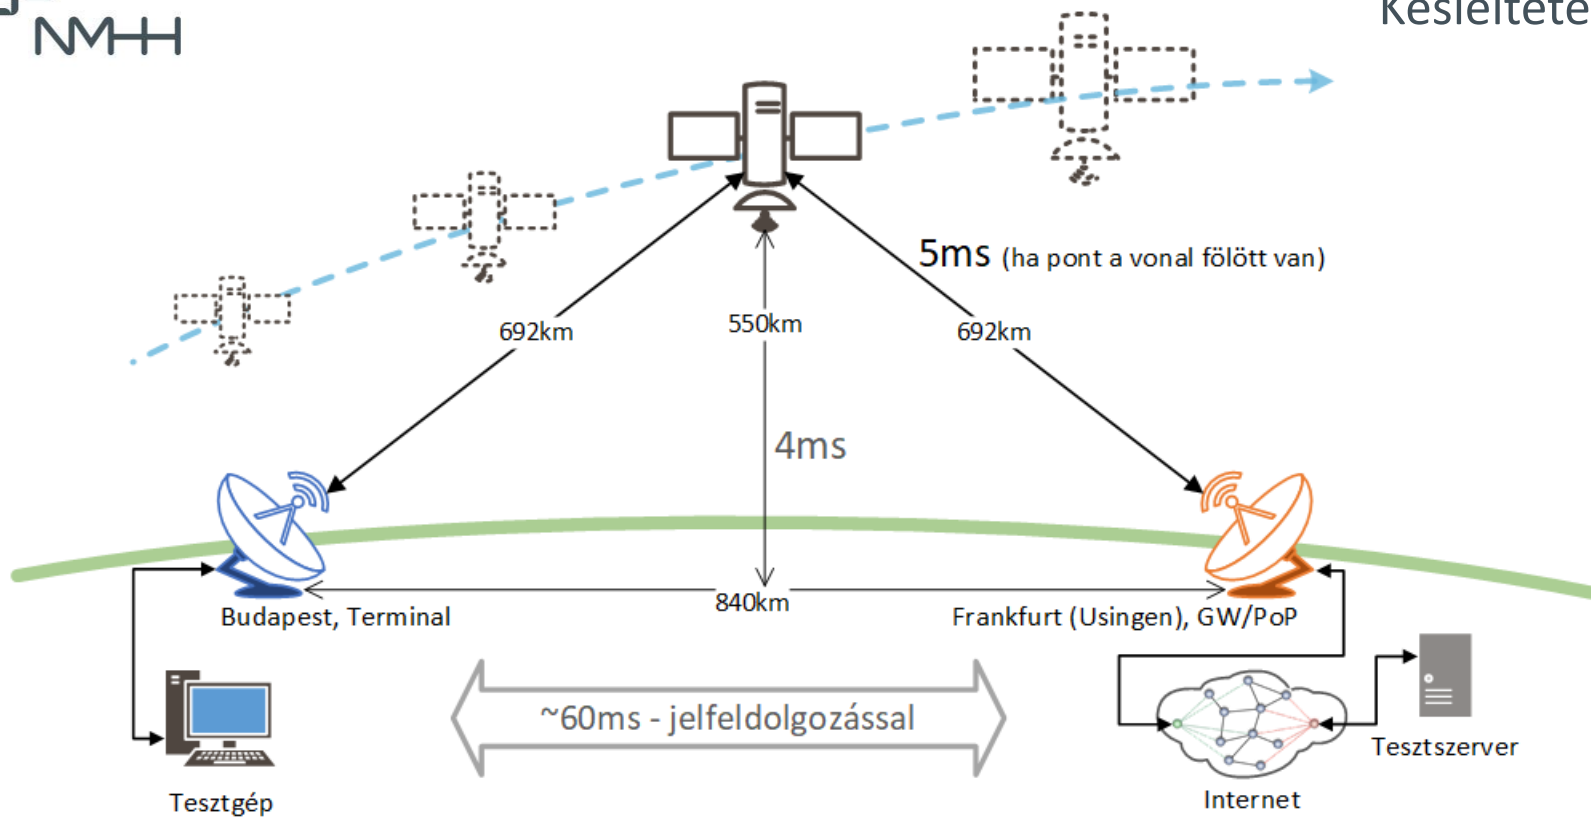 NMHH
Késlelteté
5ms (ha pont a vonal fölött van)
692km
550km
692km
4ms
840km
Budapest, Terminal
Frankfurt (Usingen), GW/PoP
~60ms - jelfeldolgozással
Tesztszerver
Tesztgép
Internet